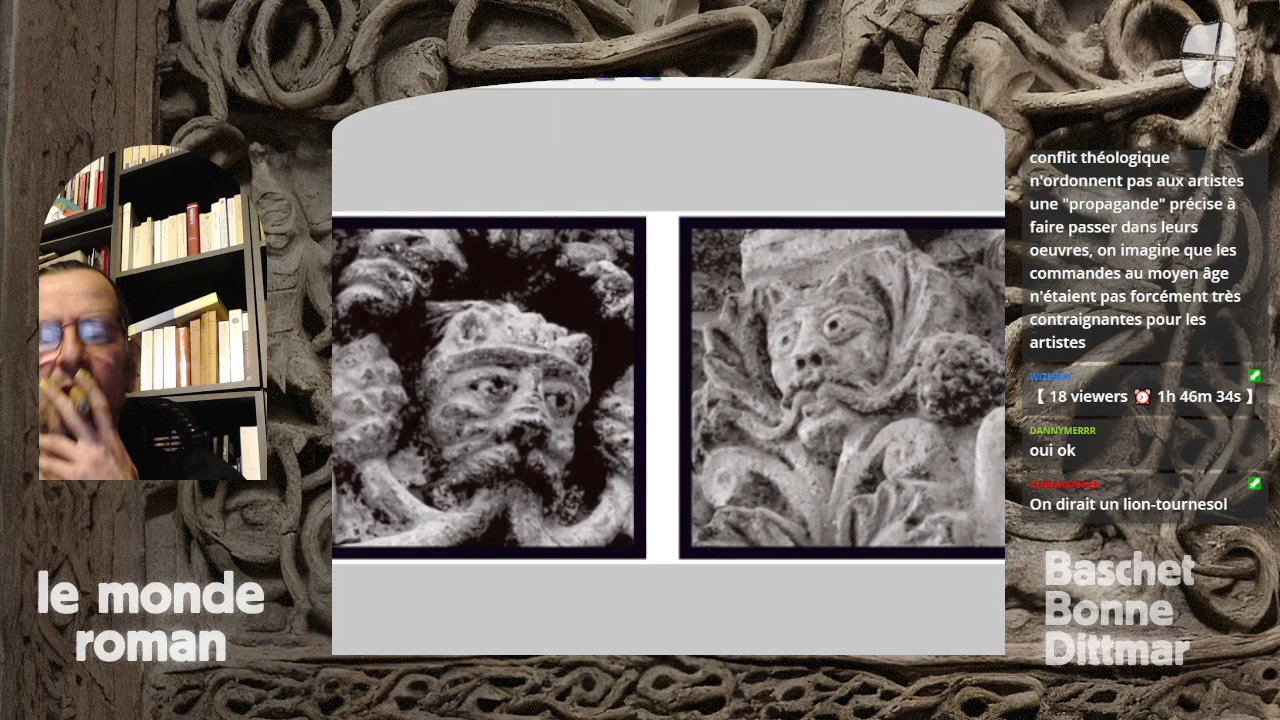 conflit théologique
n'ordonnent pas aux artistes
une "propagande" précise à
faire passer dans leurs
oeuvres, on imagine que les
commandes au moyen âge
n'étaient pas forcément très
contraignantes pour les
artistes
【 18 viewers ⏰ 1h 46m 34s 】
DANNYMERRR
oui ok
On dirait un lion-tournesol
le monde
roman
Baschet
Bonne
Dittmar